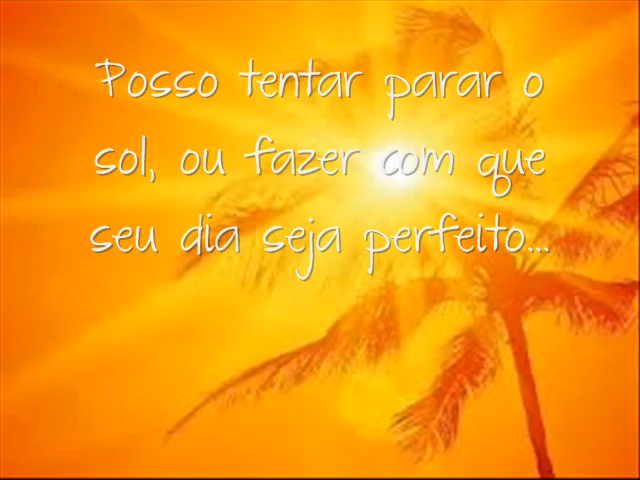 Posso tentar parar o
sol, ou fazer com que
seu dia seja perfeito...